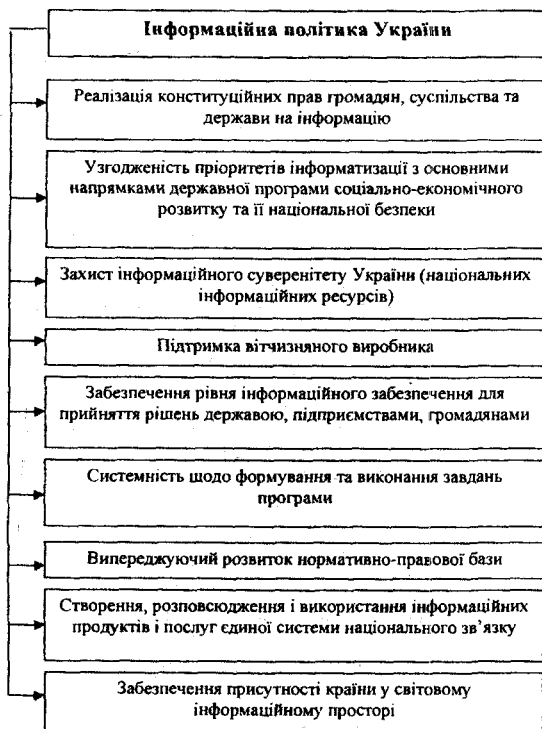 Інформаційна політика України
Реалізація конституційних прав громадян, суспільства та
держави на інформацію
Узгодженість пріоритетів інформатизації з основними
напрямками державної програми соціально-економічного
розвитку та її національної безпеки
Захист інформаційного суверенітету України (національних
інформаційних ресурсів)
Підтримка вітчизняного виробника
Забезпечення рівня інформаційного забезпечення для
прийняття рішень державою, підприємствами, громадянами
Системність щодо формування та виконання завдань
програми
Випереджуючий розвиток нормативно-правової бази
Створення, розповсюдження і використання інформаційних
продуктів і послуг єдиної системи національного зв’язку
Забезпечення присутності країни у світовому
інформаційному просторі